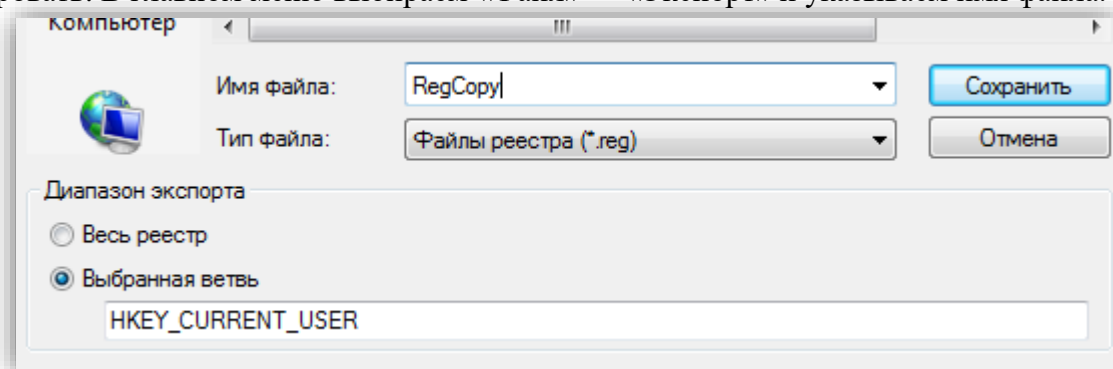 Компьютер
Имя файла:
RegCopy
Сохранить
Тип файла:
Файлы реестра (*.reg)
Отмена
Диапазон экспорта
Весь реестр
Выбранная ветвь
HKEY_CURRENT_USER